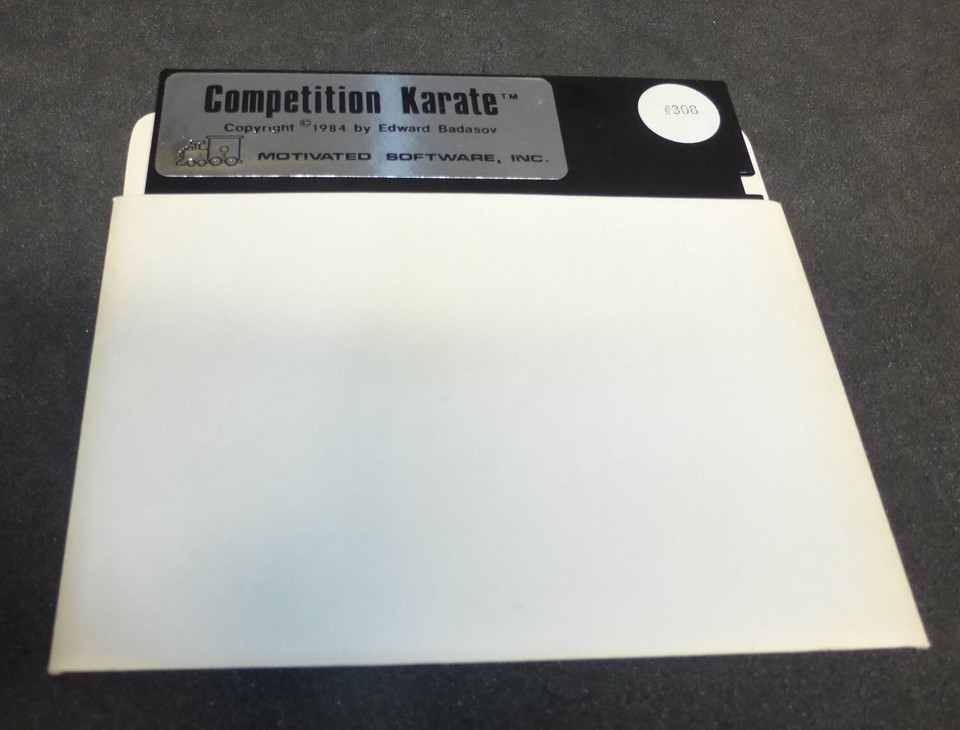 Competition Karate™
Copyright ©1984 by Edward Badasov
MOTIVATED SOFTWARE, INC.
#308